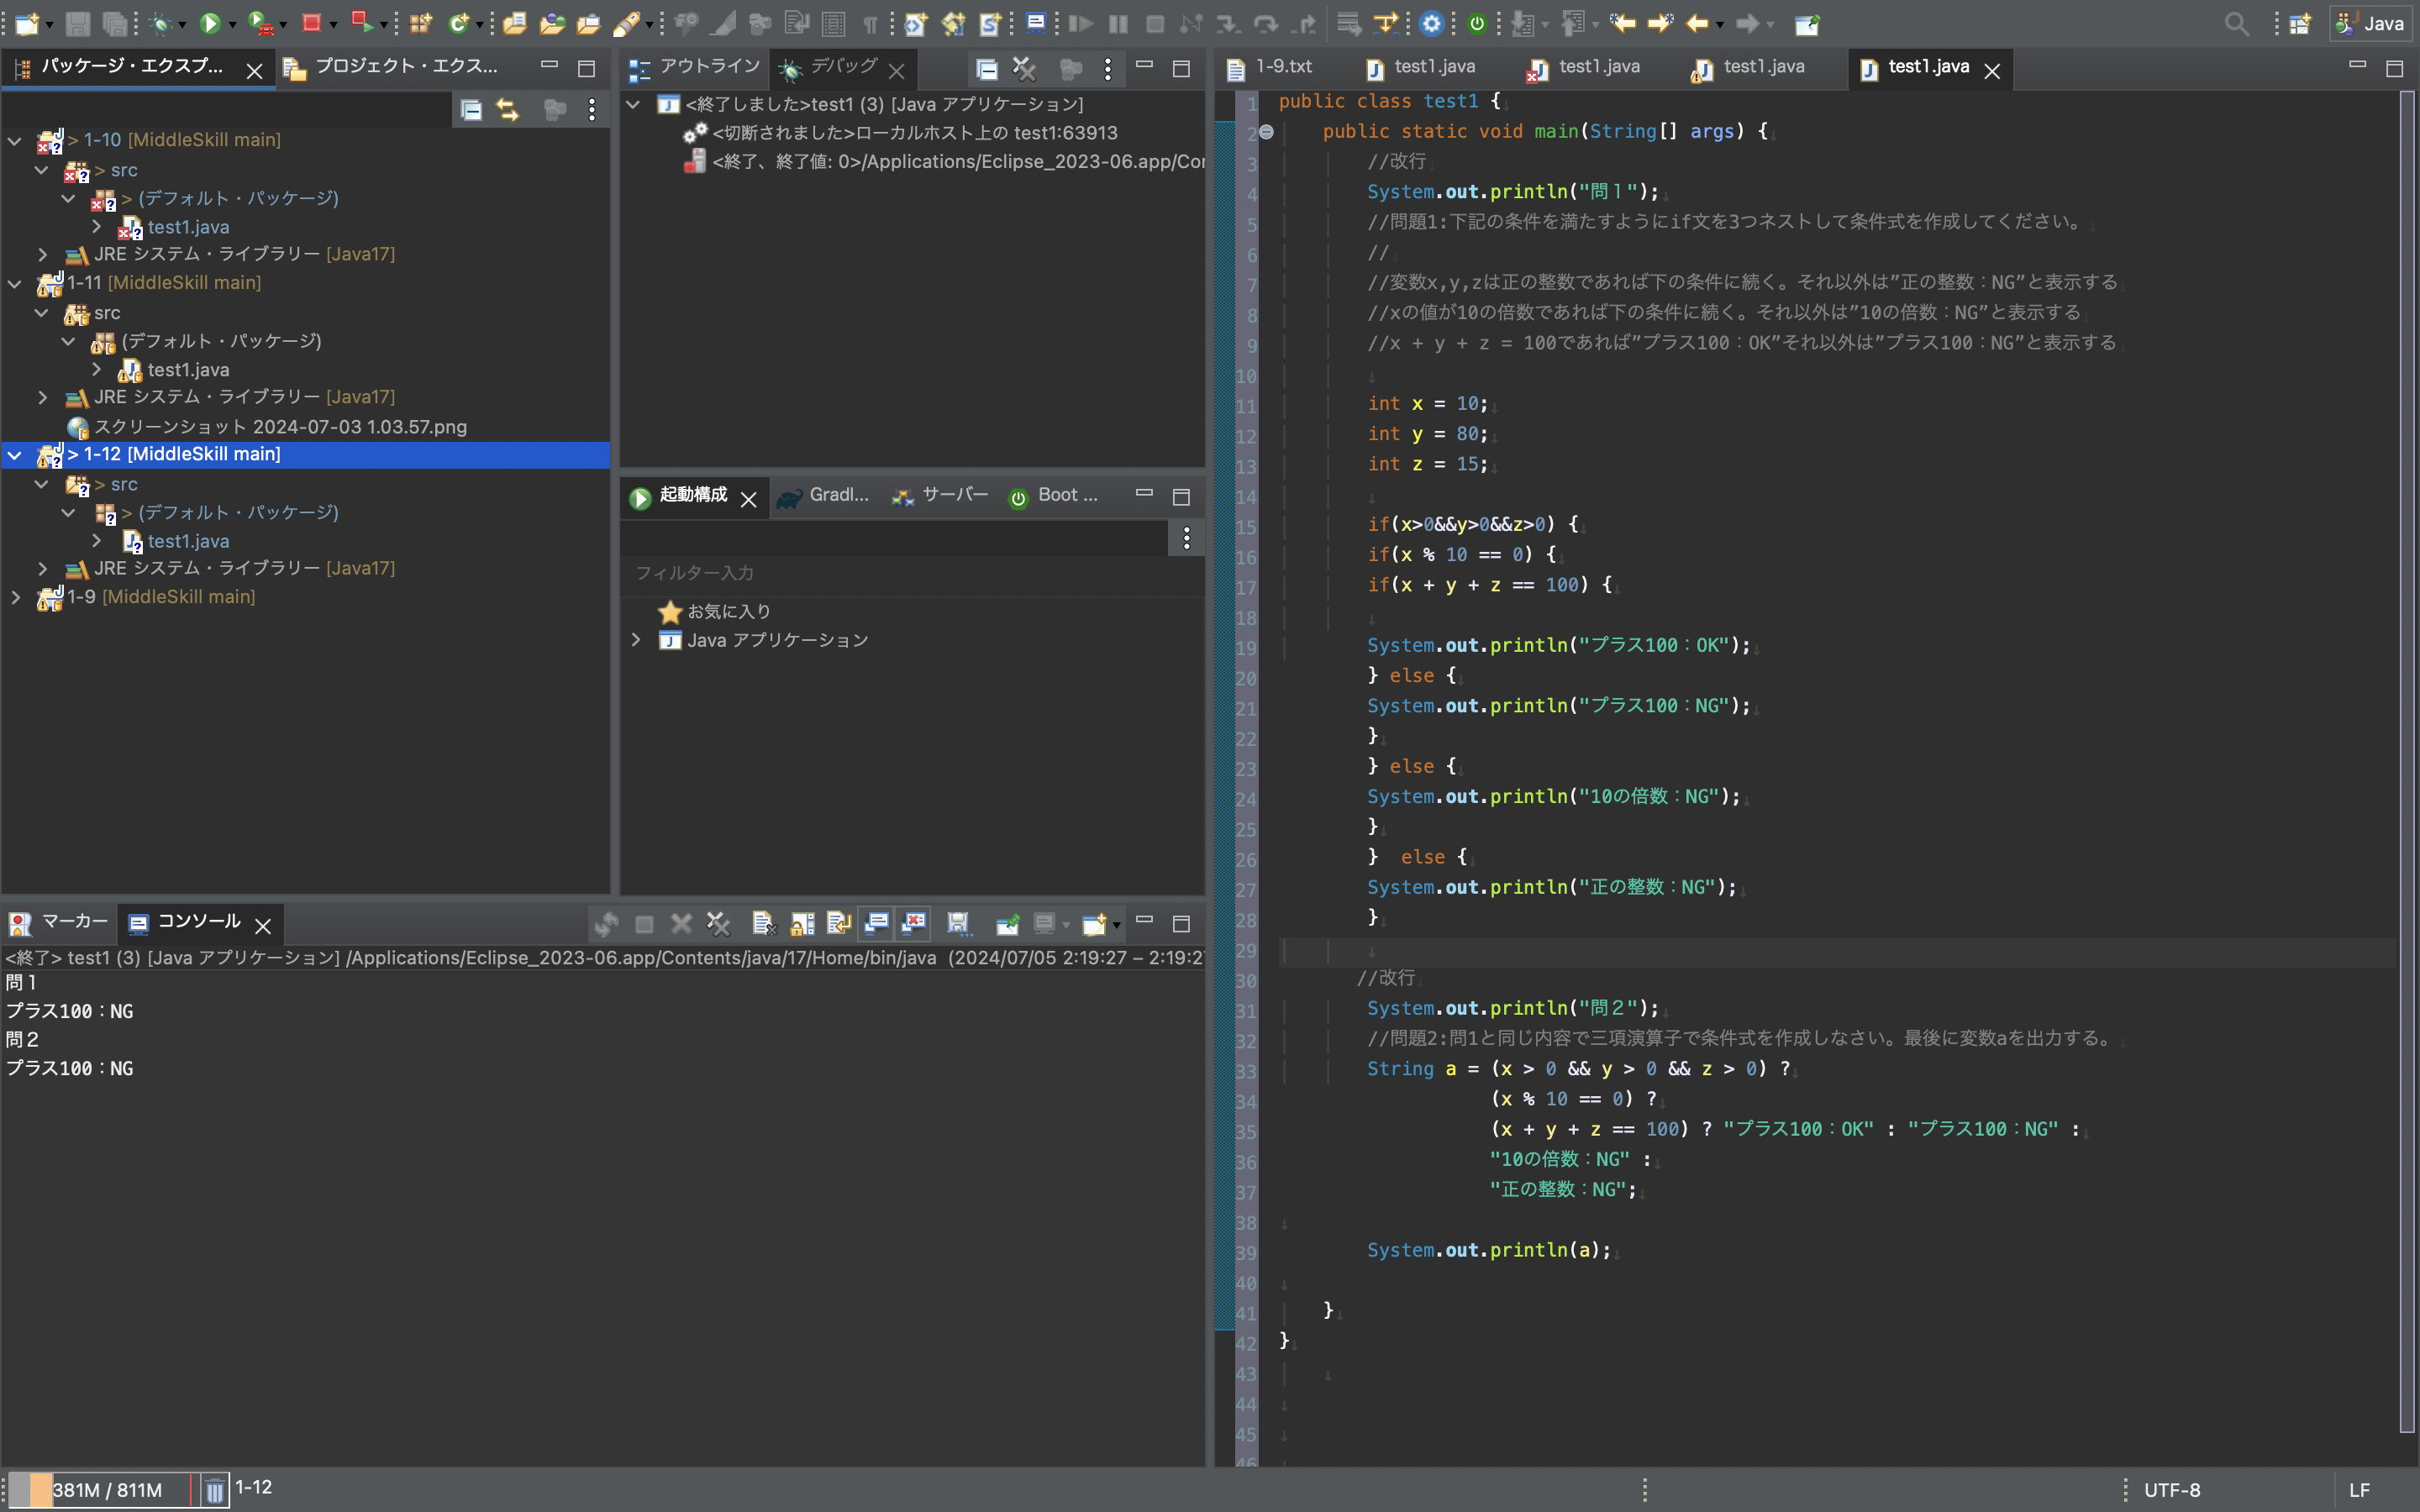 Java
パッケージ・エクスプ...
プロジェクト・エクス...
> 1-10 [MiddleSkill main]
> src
> (デフォルト・パッケージ)
test1.java
JRE システム・ライブラリー [Java17]
1-11 [MiddleSkill main]
src
(デフォルト・パッケージ)
test1.java
JRE システム・ライブラリー [Java17]
スクリーンショット 2024-07-03 1.03.57.png
> 1-12 [MiddleSkill main]
> src
> (デフォルト・パッケージ)
test1.java
JRE システム・ライブラリー [Java17]
1-9 [MiddleSkill main]
アウトライン
デバッグ
<終了しました>test1 (3) [Java アプリケーション]
<切断されました>ローカルホスト上の test1:63913
<終了、終了値: 0>/Applications/Eclipse_2023-06.app/Cor
起動構成
Gradl...
サーバー
Boot ...
フィルター入力
お気に入り
Java アプリケーション
マーカー
コンソール
<終了> test1 (3) [Java アプリケーション] /Applications/Eclipse_2023-06.app/Contents/java/17/Home/bin/java  (2024/07/05 2:19:27 – 2:19:27
問１
プラス100：NG
問２
プラス100：NG
1-9.txt
test1.java
test1.java
test1.java
test1.java
1 public class test1 {
2 public static void main(String[] args) {
3 //改行
4 System.out.println("問１");
5 //問題1:下記の条件を満たすようにif文を3つネストして条件式を作成してください。
6 //
7 //変数x,y,zは正の整数であれば下の条件に続く。それ以外は”正の整数：NG”と表示する
8 //xの値が10の倍数であれば下の条件に続く。それ以外は”10の倍数：NG”と表示する
9 //x + y + z = 100であれば”プラス100：OK”それ以外は”プラス100：NG”と表示する
10
11 int x = 10;
12 int y = 80;
13 int z = 15;
14
15 if(x>0&&y>0&&z>0) {
16 if(x % 10 == 0) {
17 if(x + y + z == 100) {
18
19 System.out.println("プラス100：OK");
20 } else {
21 System.out.println("プラス100：NG");
22 }
23 } else {
24 System.out.println("10の倍数：NG");
25 }
26 }  else {
27 System.out.println("正の整数：NG");
28 }
29
30 //改行
31 System.out.println("問２");
32 //問題2:問1と同じ内容で三項演算子で条件式を作成しなさい。最後に変数aを出力する。
33 String a = (x > 0 && y > 0 && z > 0) ?
34 (x % 10 == 0) ?
35 (x + y + z == 100) ? "プラス100：OK" : "プラス100：NG" :
36 "10の倍数：NG" :
37 "正の整数：NG";
38
39 System.out.println(a);
40
41 }
42 }
43
44
45
46
381M / 811M
1-12
UTF-8
LF